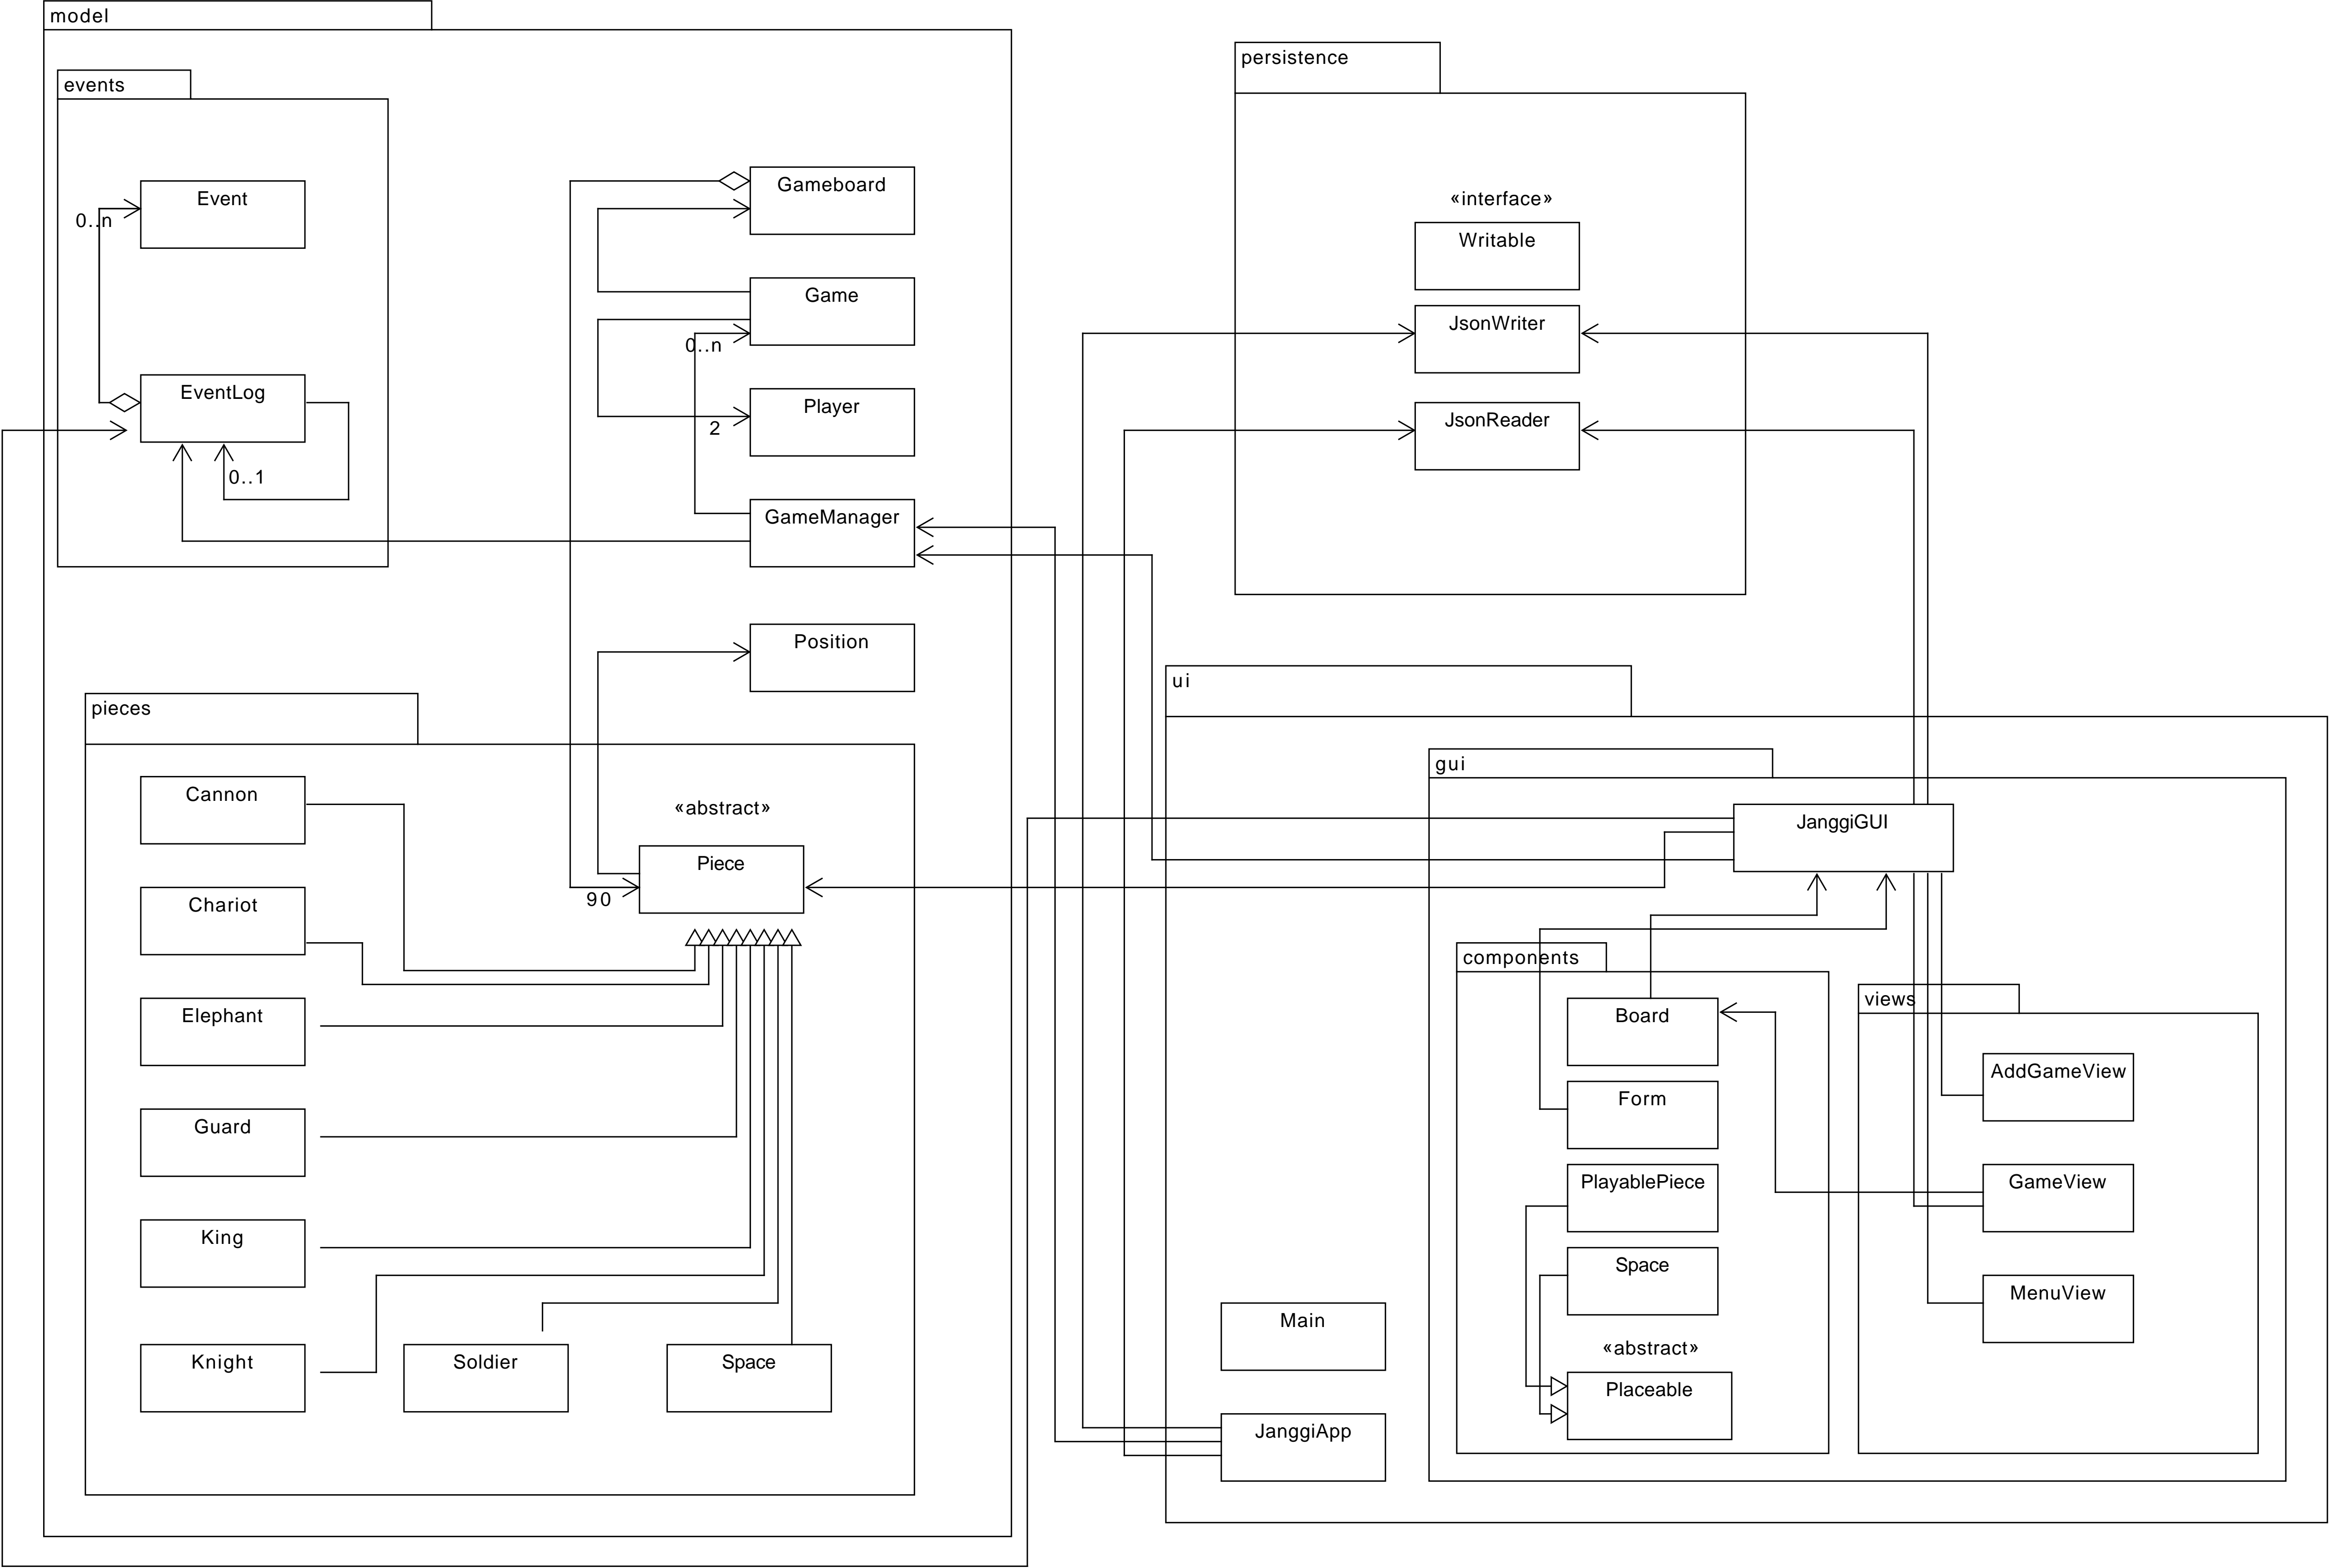 model
events
Event
0..n
EventLog
0..1
Gameboard
Game
0..n
Player
2
GameManager
Position
pieces
Cannon
«abstract»
Piece
90
Chariot
Elephant
Guard
King
Knight
Soldier
Space
persistence
«interface»
Writable
JsonWriter
JsonReader
ui
gui
JanggiGUI
components
Board
Form
PlayablePiece
Space
«abstract»
Placeable
views
AddGameView
GameView
MenuView
Main
JanggiApp